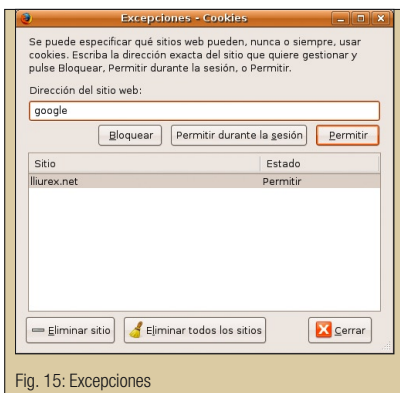 Excepciones - Cookies
Se puede especificar qué sitios web pueden, nunca o siempre, usar
cookies. Escriba la dirección exacta del sitio que quiere gestionar y
pulse Bloquear, Permitir durante la sesión, o Permitir.
Dirección del sitio web:
google
Bloquear Permitir durante la sesión Permitir
Sitio Estado
lliurex.net Permitir
Eliminar sitio Eliminar todos los sitios Cerrar
Fig. 15: Excepciones